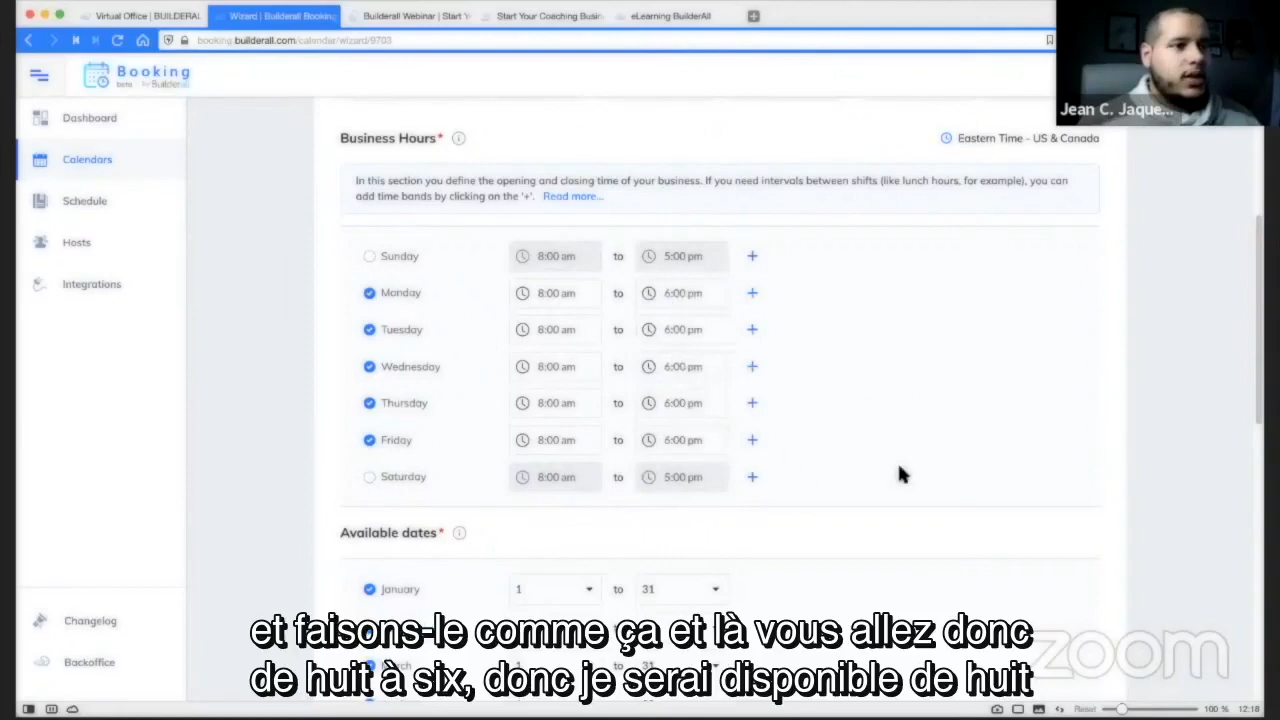 Virtual Office | BUILDERAL
Wizard | Builderall Booking
Builderall Webinar | Start Y
Start Your Coaching Busin
eLearning BuilderAll
booking.builderall.com/calendar/wizard/9703
Booking
beta by Builderall
Jean C. Jaque...
Dashboard
Calendars
Schedule
Hosts
Integrations
Changelog
Backoffice
Business Hours*
Eastern Time - US & Canada
In this section you define the opening and closing time of your business. If you need intervals between shifts (like lunch hours, for example), you can
add time bands by clicking on the '+'. Read more...
Sunday 8:00 am to 5:00 pm +
Monday 8:00 am to 6:00 pm +
Tuesday 8:00 am to 6:00 pm +
Wednesday 8:00 am to 6:00 pm +
Thursday 8:00 am to 6:00 pm +
Friday 8:00 am to 6:00 pm +
Saturday 8:00 am to 5:00 pm +
Available dates*
January 1 to 31
et faisons-le comme ça et là vous allez donc
de huit à six, donc je serai disponible de huit
zoom
Reset 100 % 12:18